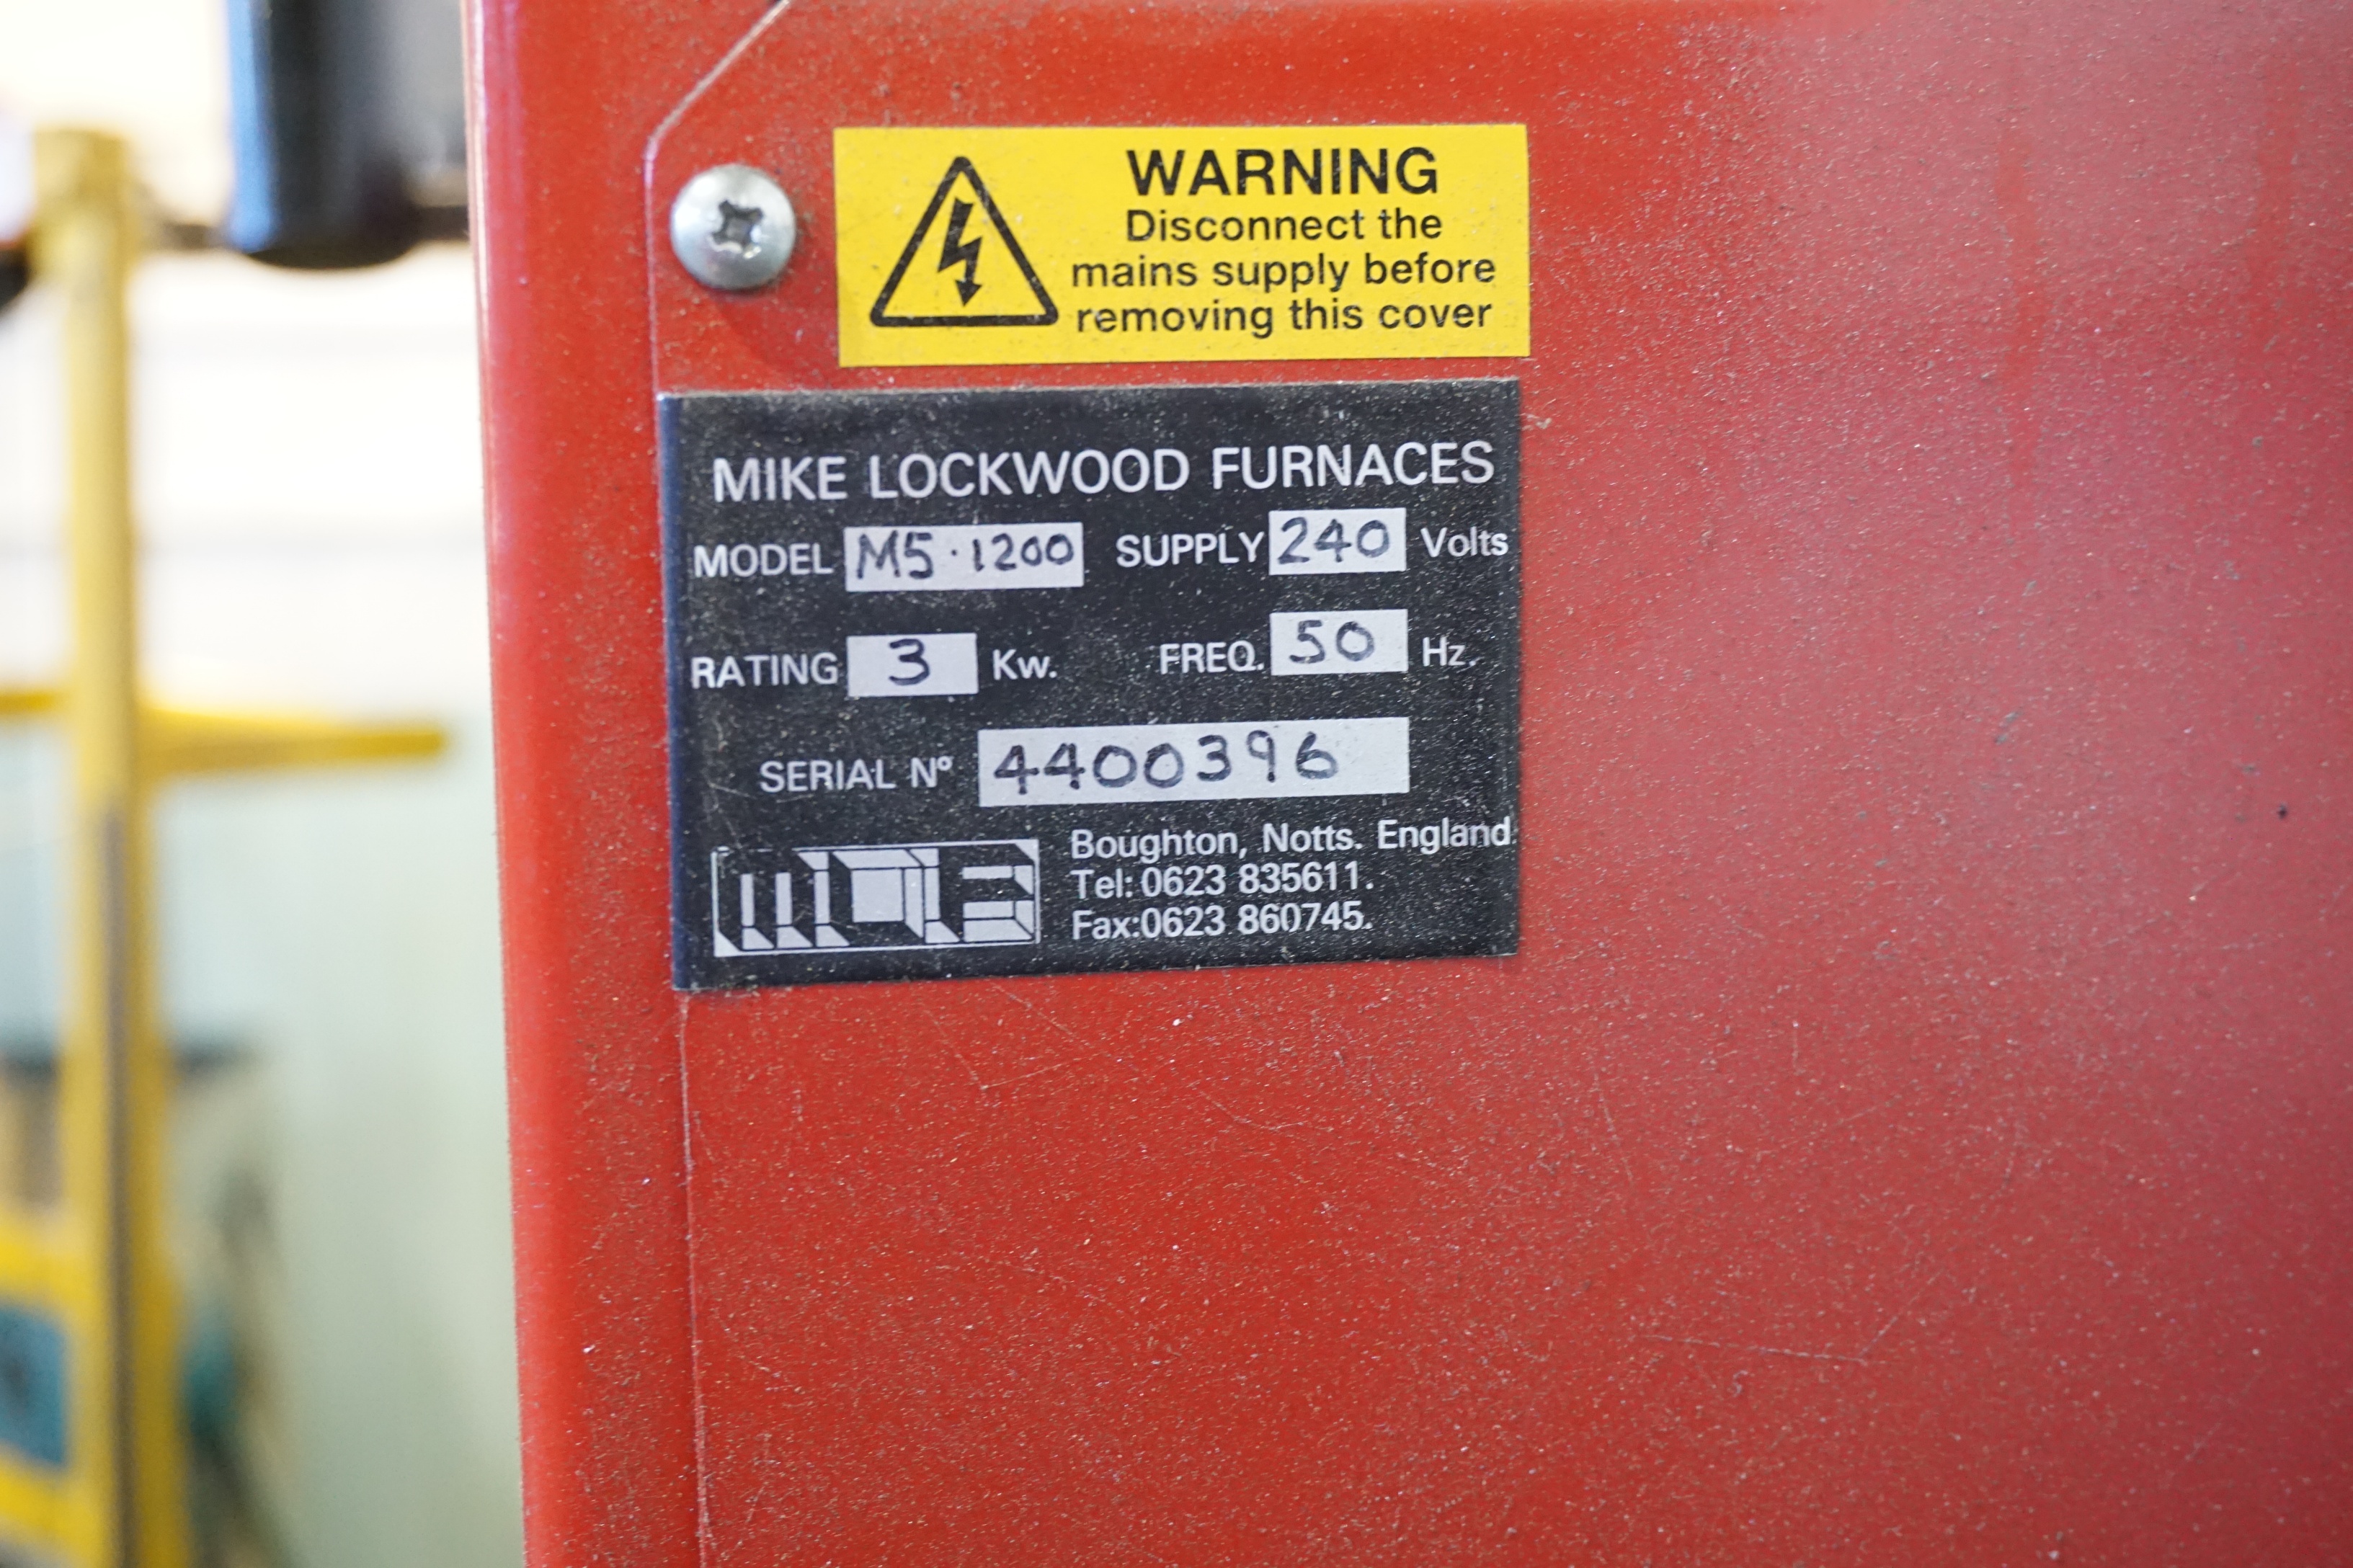 WARNING
Disconnect the
mains supply before
removing this cover
MIKE LOCKWOOD FURNACES
MODEL M5·1200 SUPPLY 240 Volts
RATING 3 Kw. FREQ. 50 Hz.
SERIAL Nº 4400396
Boughton, Notts. England.
Tel: 0623 835611.
Fax:0623 860745.